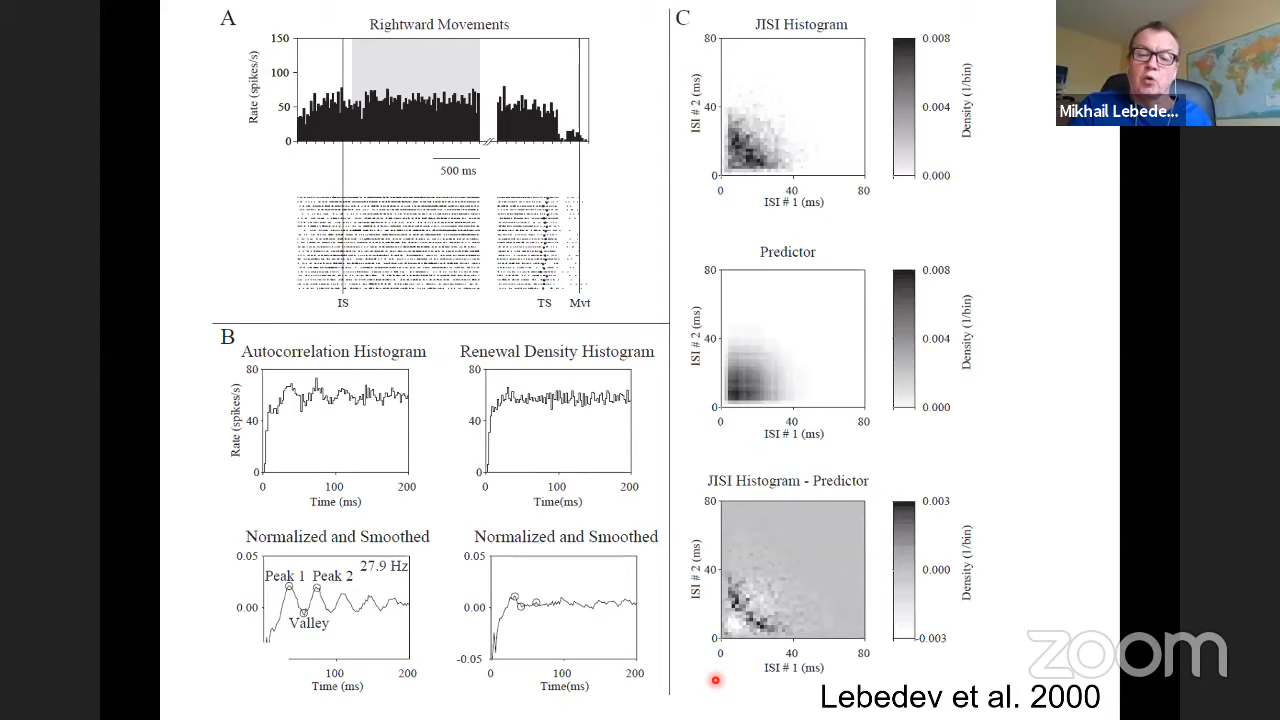 A
Rightward Movements
150
100
50
0
Rate (spikes/s)
500 ms
IS
TS
Mvt
B
Autocorrelation Histogram
80
40
0
Rate (spikes/s)
0
100
200
Time (ms)
Renewal Density Histogram
80
40
0
0
100
200
Time(ms)
Normalized and Smoothed
0.05
0.00
27.9 Hz
Peak 1
Peak 2
Valley
100
200
Time (ms)
Normalized and Smoothed
0.05
0.00
-0.05
0
100
200
Time(ms)
C
JISI Histogram
80
40
0
ISI # 2 (ms)
0
40
80
ISI # 1 (ms)
0.008
0.004
0.000
Density (1/bin)
Predictor
80
40
0
ISI # 2 (ms)
0
40
80
ISI # 1 (ms)
0.008
0.004
0.000
Density (1/bin)
JISI Histogram - Predictor
80
40
0
ISI # 2 (ms)
0
40
80
ISI # 1 (ms)
0.003
0.000
-0.003
Density (1/bin)
Lebedev et al. 2000
Mikhail Lebede...
zoom